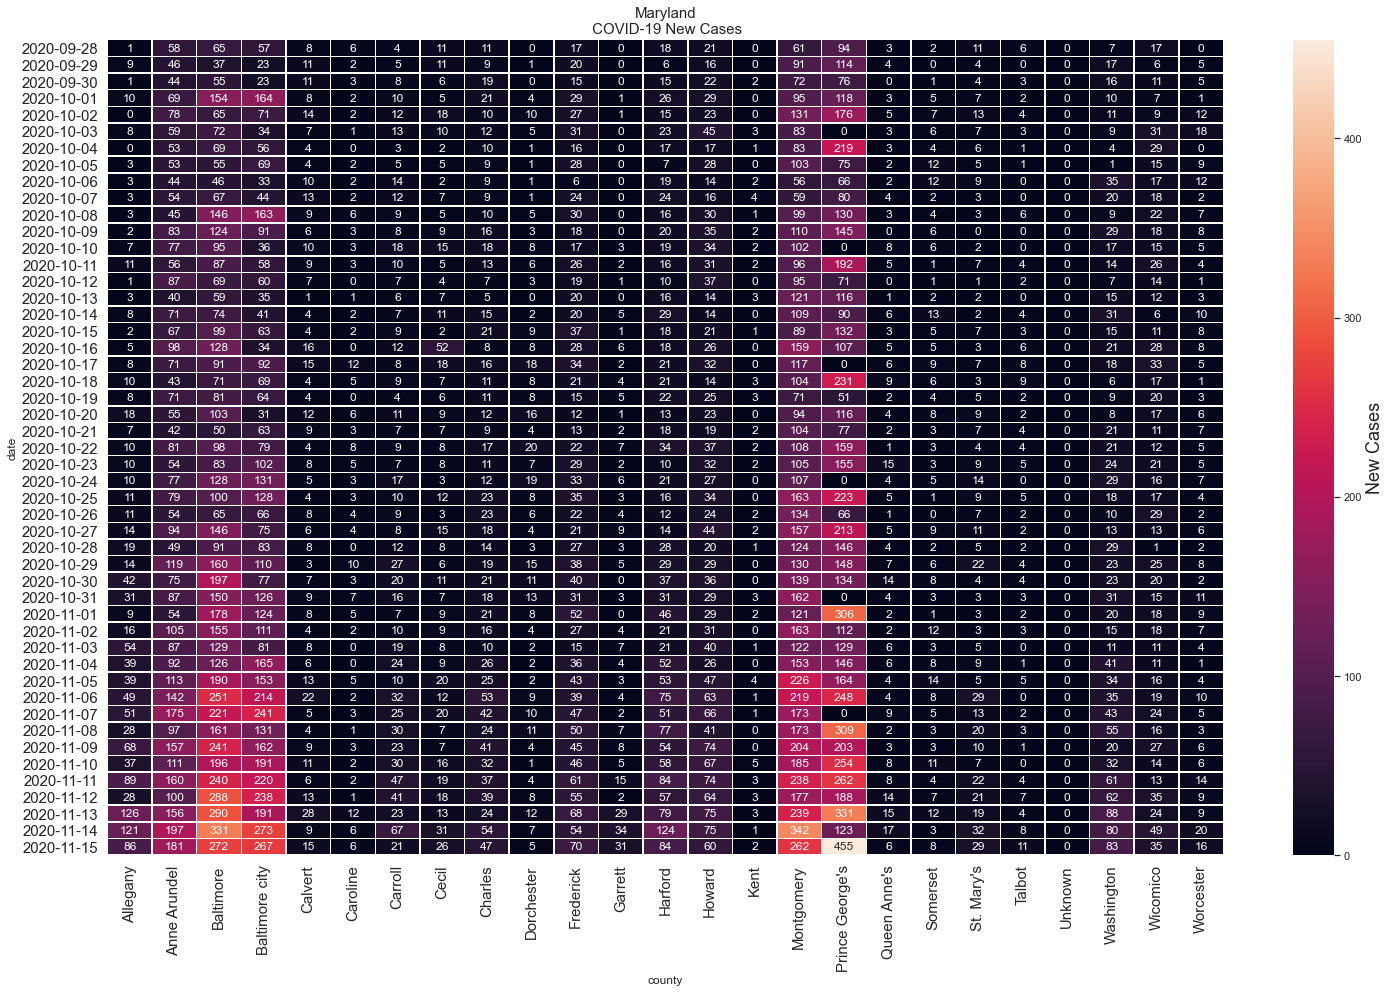 Maryland
COVID-19 New Cases
2020-09-28 1 58 65 57 8 6 4 11 11 0 17 0 18 21 0 61 94 3 2 11 6 0 7 17 0
2020-09-29 9 46 37 23 11 2 5 11 9 1 20 0 6 16 0 91 114 4 0 4 0 0 17 6 5
2020-09-30 1 44 55 23 11 3 8 6 19 0 15 0 15 22 2 72 76 0 1 4 3 0 16 11 5
2020-10-01 10 69 154 164 8 2 10 5 21 4 29 1 26 29 0 95 118 3 5 7 2 0 10 7 1
2020-10-02 0 78 65 71 14 2 12 18 10 10 27 1 15 23 0 131 176 5 7 13 4 0 11 9 12
2020-10-03 8 59 72 34 7 1 13 10 12 5 31 0 23 45 3 83 0 3 6 7 3 0 9 31 18
2020-10-04 0 53 69 56 4 0 3 2 10 1 16 0 17 17 1 83 219 3 4 6 1 0 4 29 0
2020-10-05 3 53 55 69 4 2 5 5 9 1 28 0 7 28 0 103 75 2 12 5 1 0 1 15 9
2020-10-06 3 44 46 33 10 2 14 2 9 1 6 0 19 14 2 56 66 2 12 9 0 0 35 17 12
2020-10-07 3 54 67 44 13 2 12 7 9 1 24 0 24 16 4 59 80 4 2 3 0 0 20 18 2
2020-10-08 3 45 146 163 9 6 9 5 10 5 30 0 16 30 1 99 130 3 4 3 6 0 9 22 7
2020-10-09 2 83 124 91 6 3 8 9 16 3 18 0 20 35 2 110 145 0 6 0 0 0 29 18 8
2020-10-10 7 77 95 36 10 3 18 15 18 8 17 3 19 34 2 102 0 8 6 2 0 0 17 15 5
2020-10-11 11 56 87 58 9 3 10 5 13 6 26 2 16 31 2 96 192 5 1 7 4 0 14 26 4
2020-10-12 1 87 69 60 7 0 7 4 7 3 19 1 10 37 0 95 71 0 1 1 2 0 7 14 1
2020-10-13 3 40 59 35 1 1 6 7 5 0 20 0 16 14 3 121 116 1 2 2 0 0 15 12 3
2020-10-14 8 71 74 41 4 2 7 11 15 2 20 5 29 14 0 109 90 6 13 2 4 0 31 6 10
2020-10-15 2 67 99 63 4 2 9 2 21 9 37 1 18 21 1 89 132 3 5 7 3 0 15 11 8
2020-10-16 5 98 128 34 16 0 12 52 8 8 28 6 18 26 0 159 107 5 5 3 6 0 21 28 8
2020-10-17 8 71 91 92 15 12 8 18 16 18 34 2 21 32 0 117 0 6 9 7 8 0 18 33 5
2020-10-18 10 43 71 69 4 5 9 7 11 8 21 4 21 14 3 104 231 9 6 3 9 0 6 17 1
2020-10-19 8 71 81 64 4 0 4 6 11 8 15 5 22 25 3 71 51 2 4 5 2 0 9 20 3
2020-10-20 18 55 103 31 12 6 11 9 12 16 12 1 13 23 0 94 116 4 8 9 2 0 8 17 6
2020-10-21 7 42 50 63 9 3 7 7 9 4 13 2 18 19 2 104 77 2 3 7 4 0 21 11 7
2020-10-22 10 81 98 79 4 8 9 8 17 20 22 7 34 37 2 108 159 1 3 4 4 0 21 12 5
2020-10-23 10 54 83 102 8 5 7 8 11 7 29 2 10 32 2 105 155 15 3 9 5 0 24 21 5
2020-10-24 10 77 128 131 5 3 17 3 12 19 33 6 21 27 0 107 0 4 5 14 0 0 29 16 7
2020-10-25 11 79 100 128 4 3 10 12 23 8 35 3 16 34 0 163 223 5 1 9 5 0 18 17 4
2020-10-26 11 54 65 66 8 4 9 3 23 6 22 4 12 24 2 134 66 1 0 7 2 0 10 29 2
2020-10-27 14 94 146 75 6 4 8 15 18 4 21 9 14 44 2 157 213 5 9 11 2 0 13 13 6
2020-10-28 19 49 91 83 8 0 12 8 14 3 27 3 28 20 1 124 146 4 2 5 2 0 29 1 2
2020-10-29 14 119 160 110 3 10 27 6 19 15 38 5 29 29 0 130 148 7 6 22 4 0 23 25 8
2020-10-30 42 75 197 77 7 3 20 11 21 11 40 0 37 36 0 139 134 14 8 4 4 0 23 20 2
2020-10-31 31 87 150 126 9 7 16 7 18 13 31 3 31 29 3 162 0 4 3 3 3 0 31 15 11
2020-11-01 9 54 178 124 8 5 7 9 21 8 52 0 46 29 2 121 306 2 1 3 2 0 20 18 9
2020-11-02 16 105 155 111 4 2 10 9 16 4 27 4 21 31 0 163 112 2 12 3 3 0 15 18 7
2020-11-03 54 87 129 81 8 0 19 8 10 2 15 7 21 40 1 122 129 6 3 5 0 0 11 11 4
2020-11-04 39 92 126 165 6 0 24 9 26 2 36 4 52 26 0 153 146 6 8 9 1 0 41 11 1
2020-11-05 39 113 190 153 13 5 10 20 25 2 43 3 53 47 4 226 164 4 14 5 5 0 34 16 4
2020-11-06 49 142 251 214 22 2 32 12 53 9 39 4 75 63 1 219 248 4 8 29 0 0 35 19 10
2020-11-07 51 175 221 241 5 3 25 20 42 10 47 2 51 66 1 173 0 9 5 13 2 0 43 24 5
2020-11-08 28 97 161 131 4 1 30 7 24 11 50 7 77 41 0 173 309 2 3 20 3 0 55 16 3
2020-11-09 68 157 241 162 9 3 23 7 41 4 45 8 54 74 0 204 203 3 3 10 1 0 20 27 6
2020-11-10 37 111 196 191 11 2 30 16 32 1 46 5 58 67 5 185 254 8 11 7 0 0 32 14 6
2020-11-11 89 160 240 220 6 2 47 19 37 4 61 15 84 74 3 238 262 8 4 22 4 0 61 13 14
2020-11-12 28 100 288 238 13 1 41 18 39 8 55 2 57 64 3 177 188 14 7 21 7 0 62 35 9
2020-11-13 126 156 290 191 28 12 23 13 24 12 68 29 79 75 3 239 331 15 12 19 4 0 88 24 9
2020-11-14 121 197 331 273 9 6 67 31 54 7 54 34 124 75 1 342 123 17 3 32 8 0 80 49 20
2020-11-15 86 181 272 267 15 6 21 26 47 5 70 31 84 60 2 262 455 6 8 29 11 0 83 35 16
date
Allegany
Anne Arundel
Baltimore
Baltimore city
Calvert
Caroline
Carroll
Cecil
Charles
Dorchester
Frederick
Garrett
Harford
Howard
Kent
Montgomery
Prince George's
Queen Anne's
Somerset
St. Mary's
Talbot
Unknown
Washington
Wicomico
Worcester
county
400
300
200
100
0
New Cases